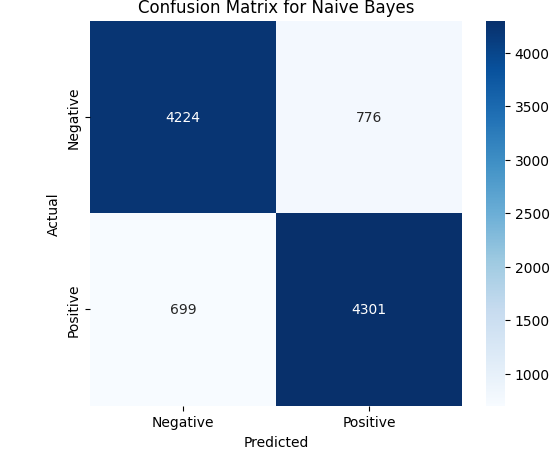 Confusion Matrix for Naive Bayes
Actual
Negative
4224
776
Positive
699
4301
Negative
Positive
Predicted
4000
3500
3000
2500
2000
1500
1000